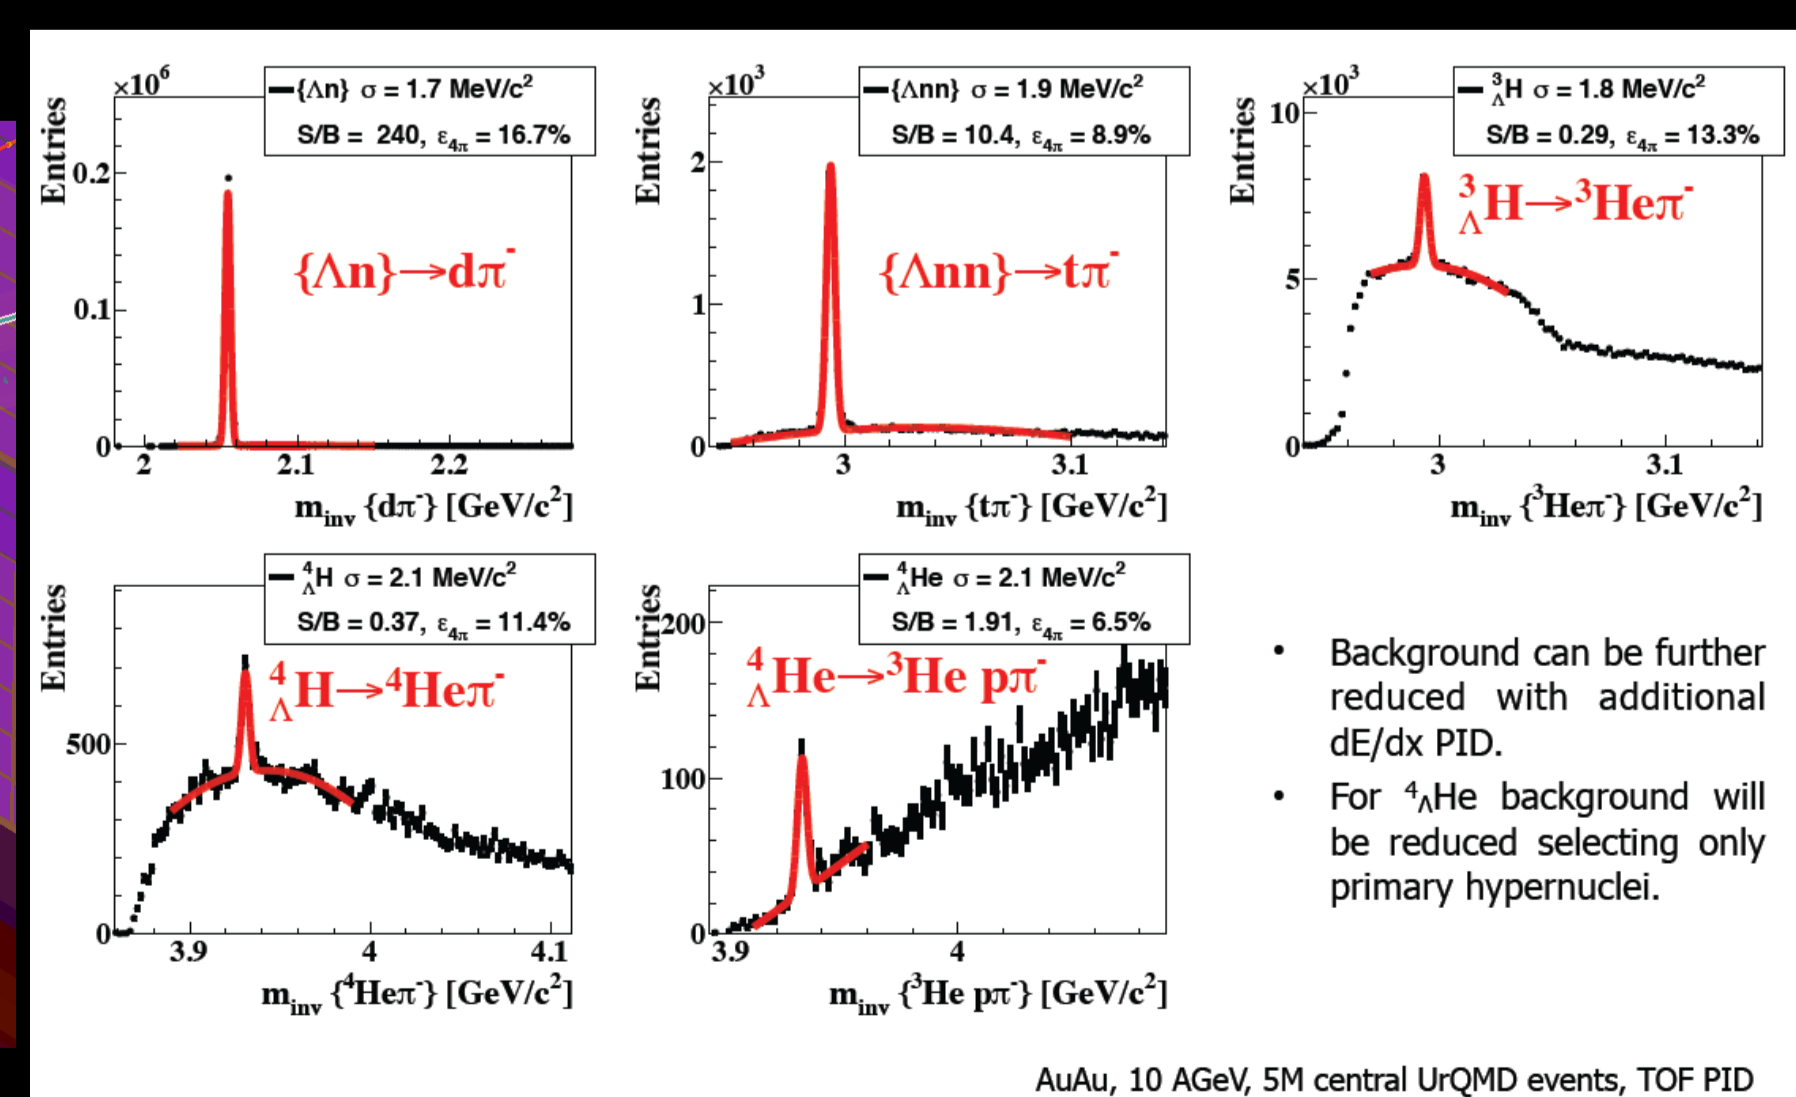 ×10⁶
Entries
{Λn} σ = 1.7 MeV/c²
S/B = 240, ε₄π = 16.7%
{Λn}→dπ⁻
0.2
0.1
0
2 2.1 2.2
m_inv {dπ⁻} [GeV/c²]
×10³
Entries
{Λnn} σ = 1.9 MeV/c²
S/B = 10.4, ε₄π = 8.9%
{Λnn}→tπ⁻
2
1
0
3 3.1
m_inv {tπ⁻} [GeV/c²]
×10³
Entries
³ΛH σ = 1.8 MeV/c²
S/B = 0.29, ε₄π = 13.3%
³ΛH→³Heπ⁻
10
5
0
3 3.1
m_inv {³Heπ⁻} [GeV/c²]
Entries
⁴ΛH σ = 2.1 MeV/c²
S/B = 0.37, ε₄π = 11.4%
⁴ΛH→⁴Heπ⁻
500
0
3.9 4 4.1
m_inv {⁴Heπ⁻} [GeV/c²]
Entries
⁴ΛHe σ = 2.1 MeV/c²
S/B = 1.91, ε₄π = 6.5%
⁴ΛHe→³He pπ⁻
200
100
0
3.9 4
m_inv {³He pπ⁻} [GeV/c²]
• Background can be further
reduced with additional
dE/dx PID.
• For ⁴ΛHe background will
be reduced selecting only
primary hypernuclei.
AuAu, 10 AGeV, 5M central UrQMD events, TOF PID